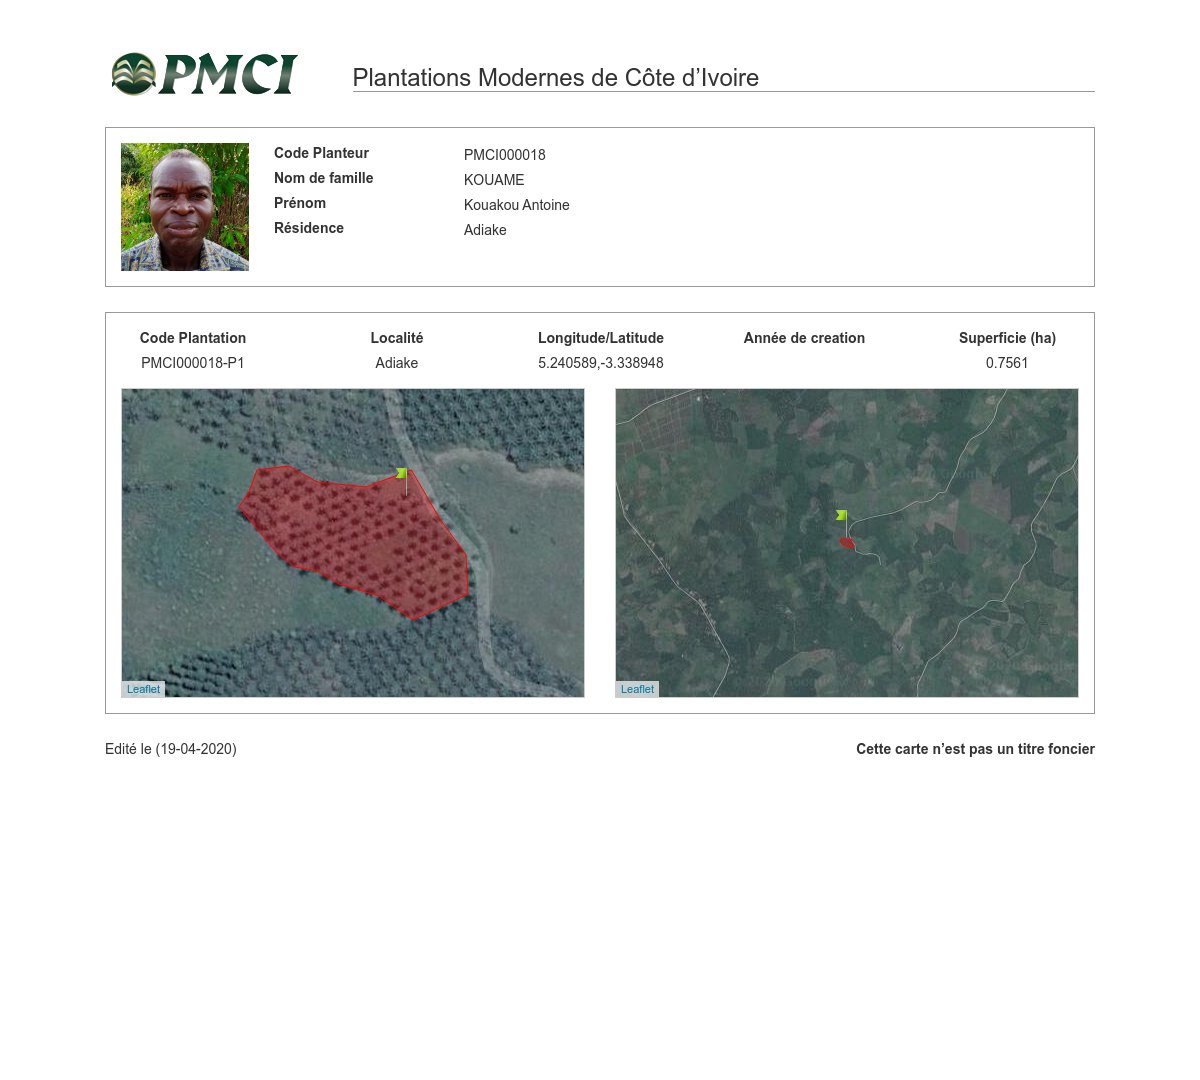 PMCI
Plantations Modernes de Côte d’Ivoire
Code Planteur PMCI000018
Nom de famille KOUAME
Prénom Kouakou Antoine
Résidence Adiake
Code Plantation Localité Longitude/Latitude Année de creation Superficie (ha)
PMCI000018-P1 Adiake 5.240589,-3.338948 0.7561
Leaflet Leaflet
Edité le (19-04-2020) Cette carte n’est pas un titre foncier